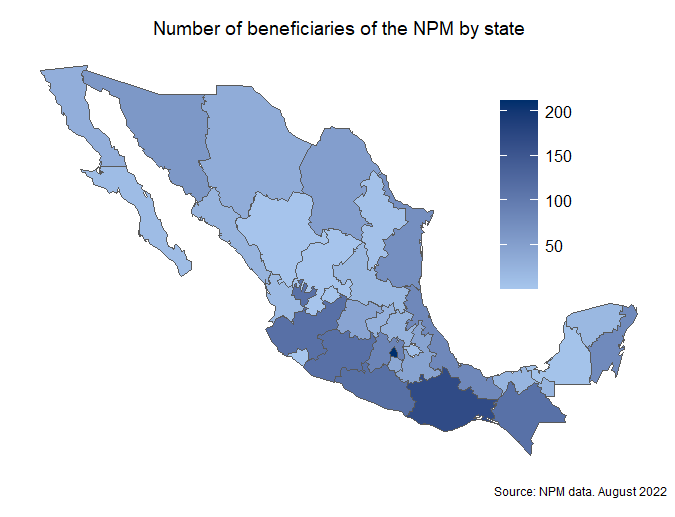 Number of beneficiaries of the NPM by state
200
150
100
50
Source: NPM data. August 2022